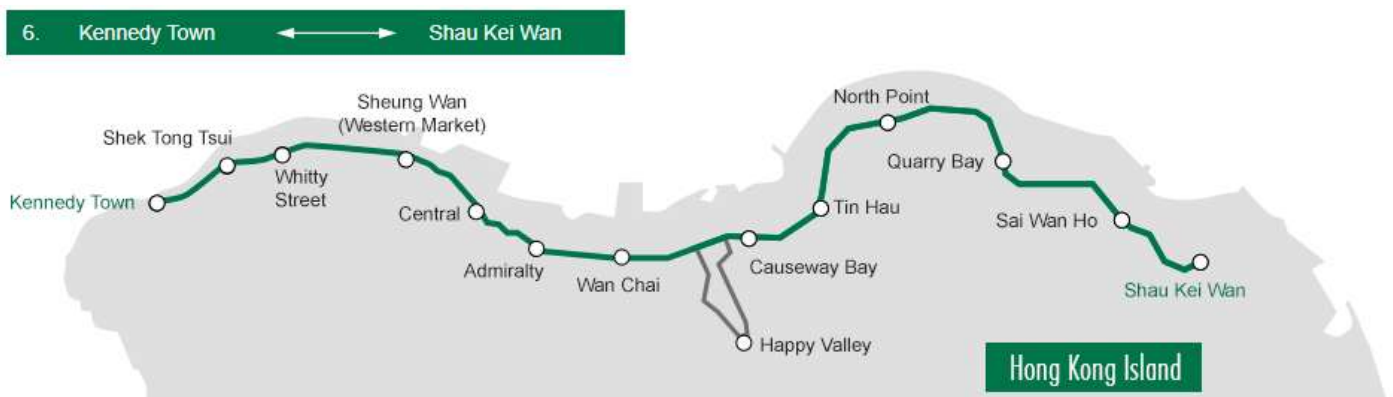 6. Kennedy Town Shau Kei Wan
Sheung Wan
(Western Market)
North Point
Shek Tong Tsui
Quarry Bay
Whitty
Street
Kennedy Town
Central
Tin Hau
Sai Wan Ho
Admiralty
Wan Chai
Causeway Bay
Shau Kei Wan
Happy Valley
Hong Kong Island